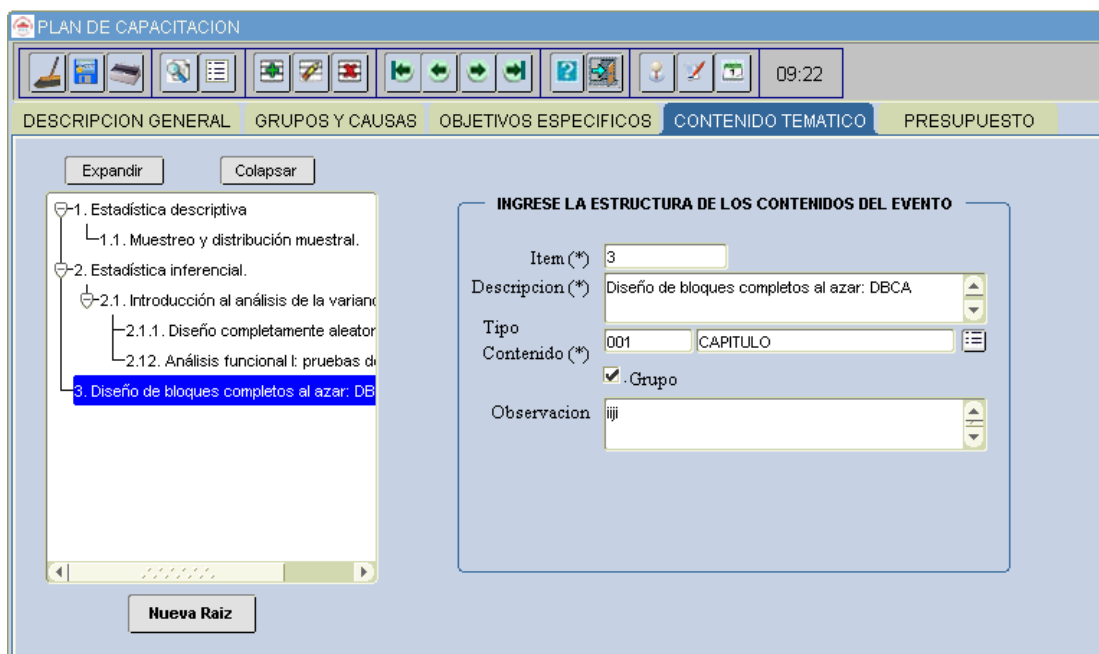 PLAN DE CAPACITACION
09:22
DESCRIPCION GENERAL GRUPOS Y CAUSAS OBJETIVOS ESPECIFICOS CONTENIDO TEMATICO PRESUPUESTO
Expandir Colapsar
1. Estadística descriptiva
1.1. Muestreo y distribución muestral.
2. Estadística inferencial.
2.1. Introducción al análisis de la varianc
2.1.1. Diseño completamente aleator
2.12. Análisis funcional I: pruebas de
3. Diseño de bloques completos al azar: DB
Nueva Raiz
INGRESE LA ESTRUCTURA DE LOS CONTENIDOS DEL EVENTO
Item (*) 3
Descripcion (*) Diseño de bloques completos al azar: DBCA
Tipo
Contenido (*) 001 CAPITULO
Grupo
Observacion iiji